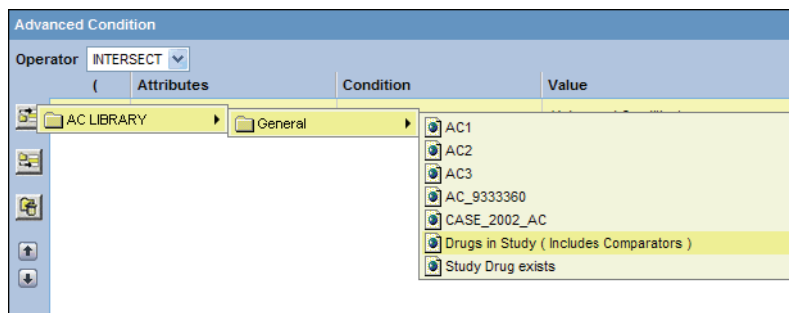 Advanced Condition
Operator INTERSECT
( Attributes Condition Value
AC LIBRARY
General
AC1
AC2
AC3
AC_9333360
CASE_2002_AC
Drugs in Study ( Includes Comparators )
Study Drug exists